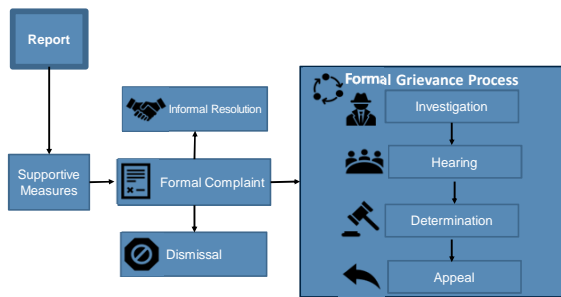 Report
Supportive
Measures
Informal Resolution
Formal Complaint
Dismissal
Formal Grievance Process
Investigation
Hearing
Determination
Appeal